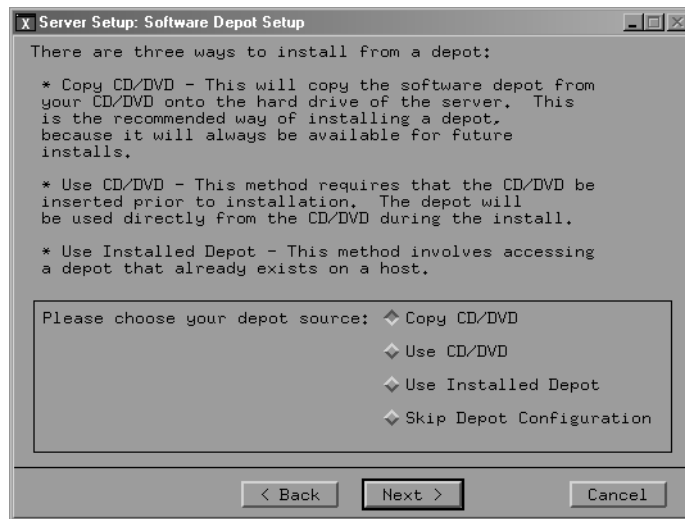 X Server Setup: Software Depot Setup
There are three ways to install from a depot:
* Copy CD/DVD - This will copy the software depot from
your CD/DVD onto the hard drive of the server. This
is the recommended way of installing a depot,
because it will always be available for future
installs.
* Use CD/DVD - This method requires that the CD/DVD be
inserted prior to installation. The depot will
be used directly from the CD/DVD during the install.
* Use Installed Depot - This method involves accessing
a depot that already exists on a host.
Please choose your depot source: Copy CD/DVD
Use CD/DVD
Use Installed Depot
Skip Depot Configuration
< Back Next > Cancel